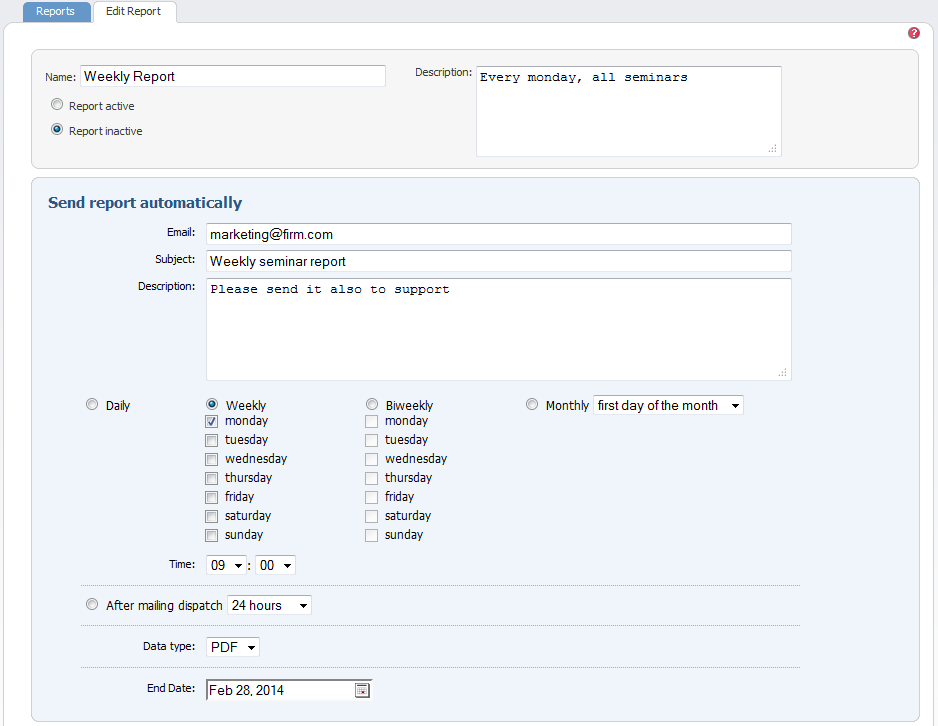 Reports Edit Report
?
Name: Weekly Report Description: Every monday, all seminars
Report active
Report inactive
Send report automatically
Email: marketing@firm.com
Subject: Weekly seminar report
Description: Please send it also to support
Daily Weekly Biweekly Monthly first day of the month
monday monday
tuesday tuesday
wednesday wednesday
thursday thursday
friday friday
saturday saturday
sunday sunday
Time: 09 : 00
After mailing dispatch 24 hours
Data type: PDF
End Date: Feb 28, 2014